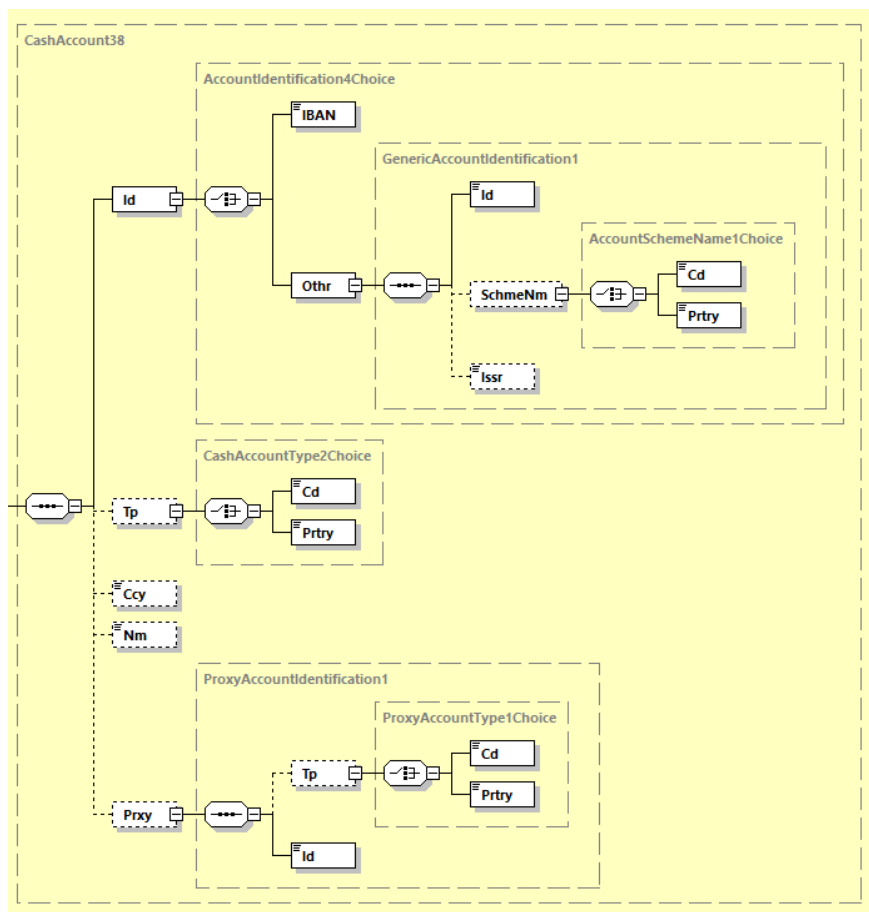 CashAccount38
AccountIdentification4Choice
IBAN
GenericAccountIdentification1
Id
Id
AccountSchemeName1Choice
Cd
Othr
SchmeNm
Prtry
Issr
CashAccountType2Choice
Cd
Tp
Prtry
Ccy
Nm
ProxyAccountIdentification1
ProxyAccountType1Choice
Cd
Tp
Prtry
Prxy
Id